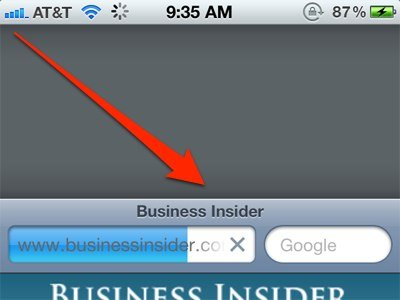 AT&T 9:35 AM 87%
Business Insider
www.businessinsider.co Google
BUSINESS INSIDER